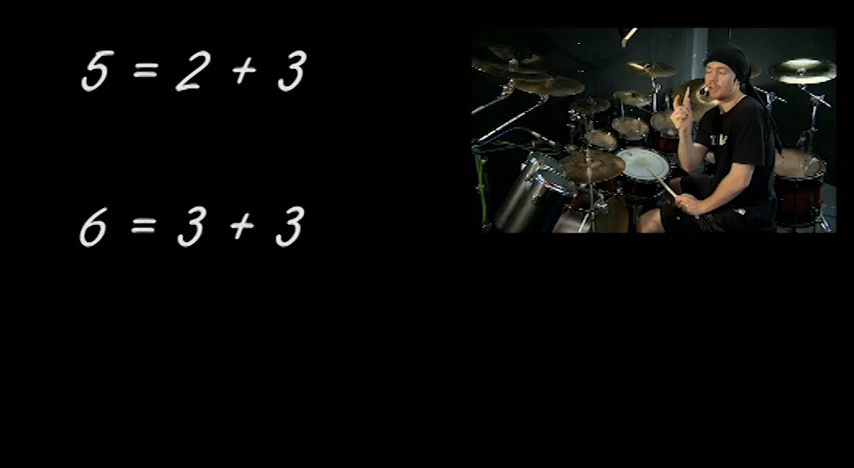 5 = 2 + 3
6 = 3 + 3